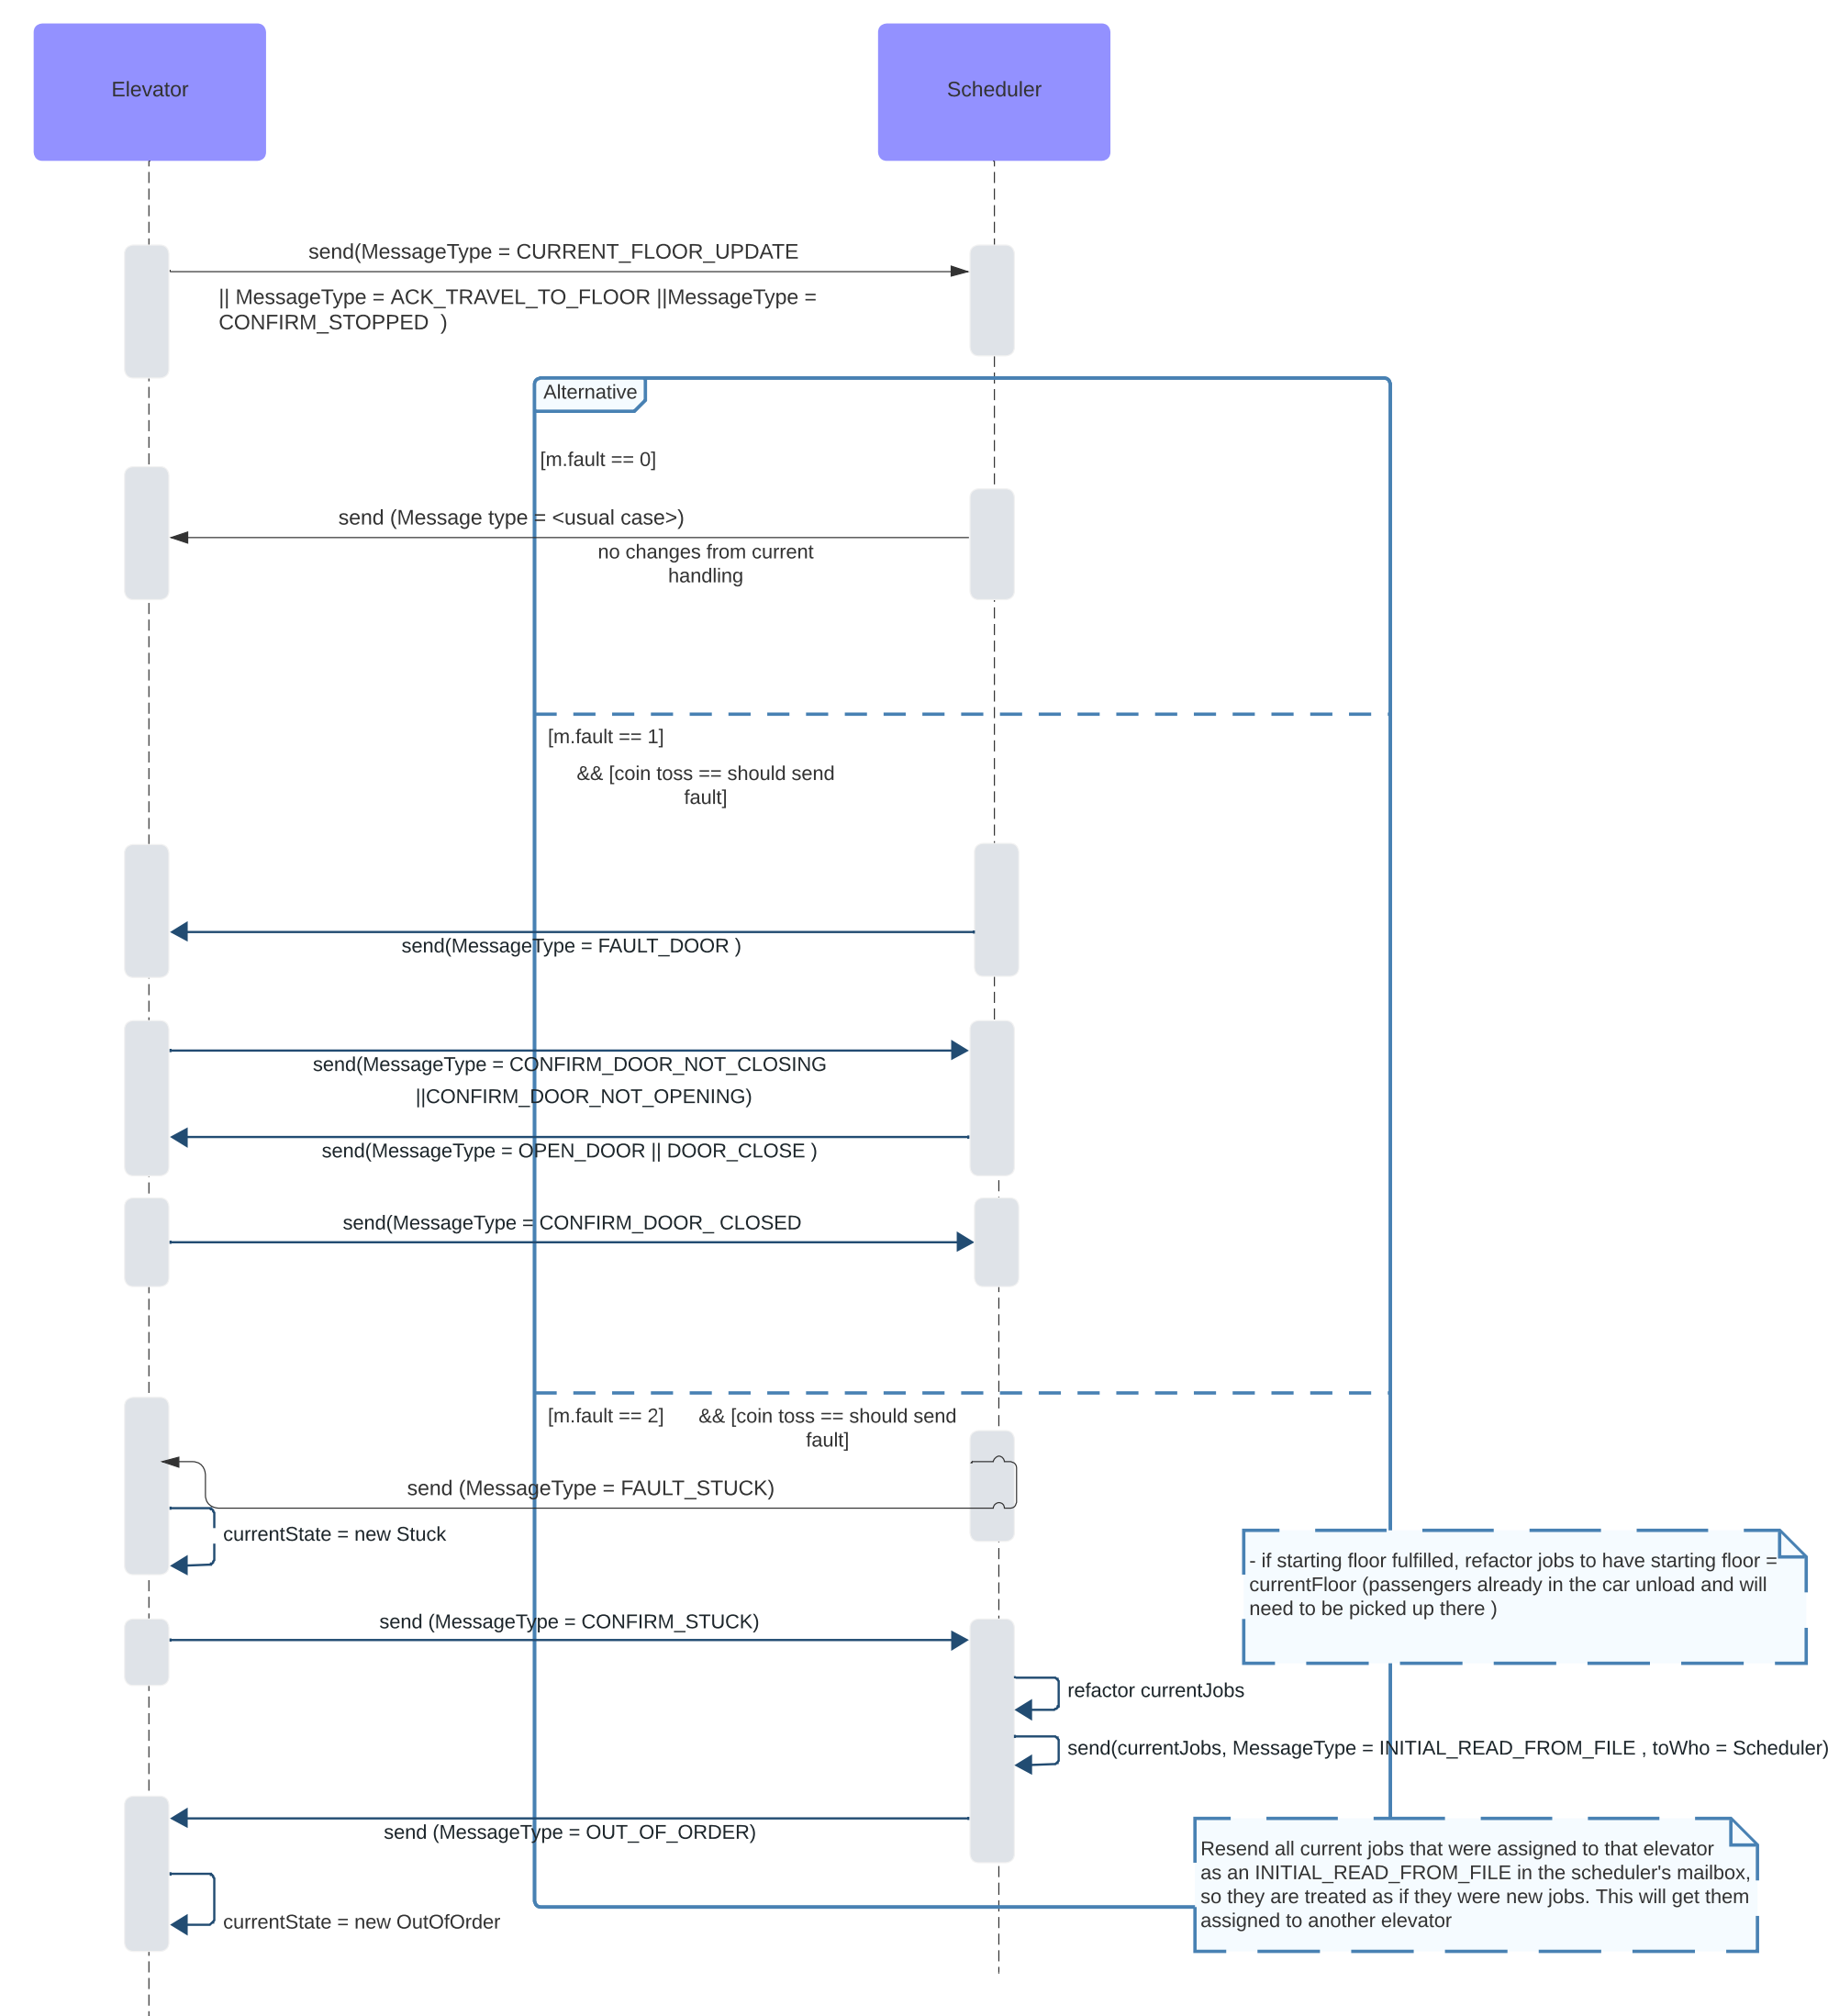 Elevator
Scheduler
send(MessageType = CURRENT_FLOOR_UPDATE
|| MessageType = ACK_TRAVEL_TO_FLOOR ||MessageType =
CONFIRM_STOPPED  )
Alternative
[m.fault == 0]
send (Message type = <usual case>)
no changes from current
handling
[m.fault == 1]
&& [coin toss == should send
fault]
send(MessageType = FAULT_DOOR )
send(MessageType = CONFIRM_DOOR_NOT_CLOSING
||CONFIRM_DOOR_NOT_OPENING)
send(MessageType = OPEN_DOOR || DOOR_CLOSE )
send(MessageType = CONFIRM_DOOR_ CLOSED
[m.fault == 2]
&& [coin toss == should send
fault]
send (MessageType = FAULT_STUCK)
currentState = new Stuck
- if starting floor fulfilled, refactor jobs to have starting floor =
currentFloor (passengers already in the car unload and will
need to be picked up there )
send (MessageType = CONFIRM_STUCK)
refactor currentJobs
send(currentJobs, MessageType = INITIAL_READ_FROM_FILE , toWho = Scheduler)
send (MessageType = OUT_OF_ORDER)
Resend all current jobs that were assigned to that elevator
as an INITIAL_READ_FROM_FILE in the scheduler's mailbox,
so they are treated as if they were new jobs. This will get them
assigned to another elevator
currentState = new OutOfOrder